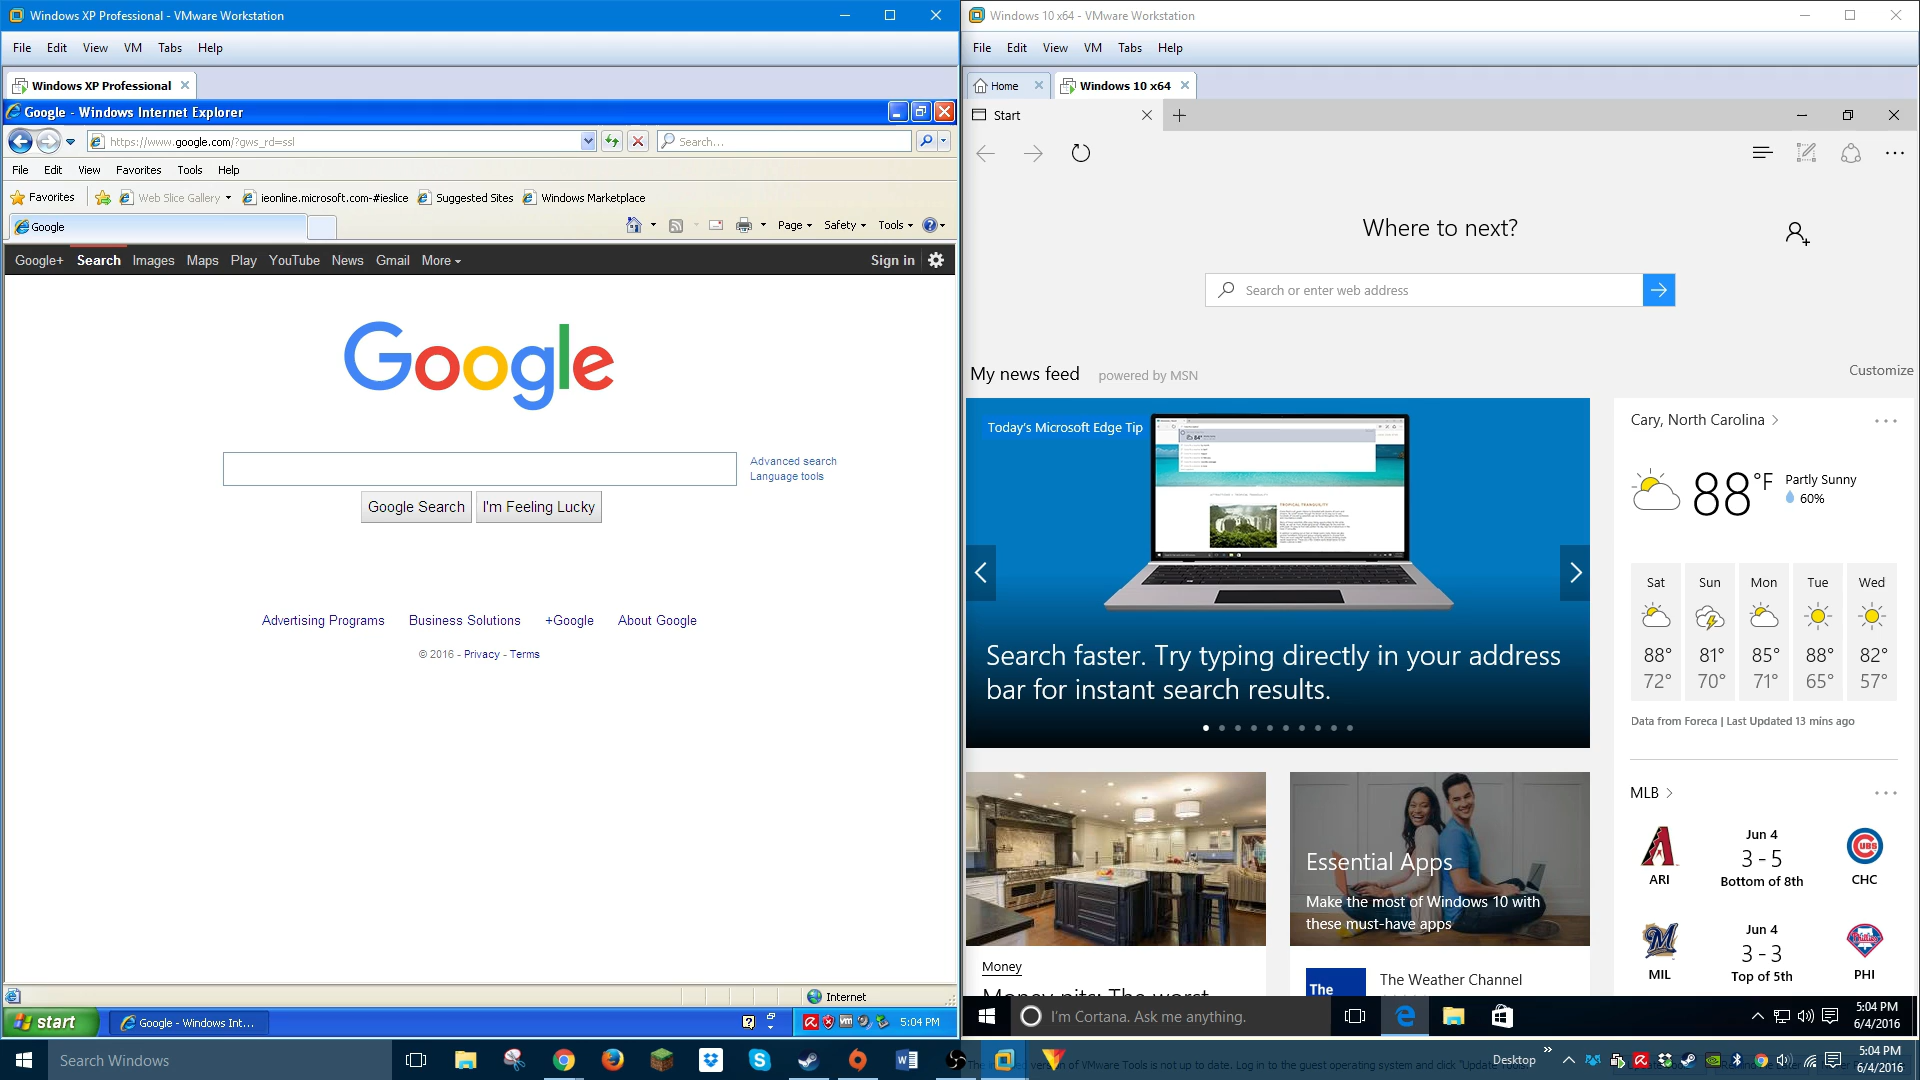 Windows XP Professional - VMware Workstation
File Edit View VM Tabs Help
Windows XP Professional
Google - Windows Internet Explorer
https://www.google.com/?gws_rd=ssl
Search...
File Edit View Favorites Tools Help
Favorites Web Slice Gallery ieonline.microsoft.com-#ieslice Suggested Sites Windows Marketplace
Google Page Safety Tools
Google+ Search Images Maps Play YouTube News Gmail More Sign in
Google
Advanced search
Language tools
Google Search I'm Feeling Lucky
Advertising Programs Business Solutions +Google About Google
© 2016 - Privacy - Terms
Internet
start Google - Windows Int... 5:04 PM
Windows 10 x64 - VMware Workstation
File Edit View VM Tabs Help
Home Windows 10 x64
Start
Where to next?
Search or enter web address
My news feed powered by MSN Customize
Today's Microsoft Edge Tip
Search faster. Try typing directly in your address
bar for instant search results.
Essential Apps
Make the most of Windows 10 with
these must-have apps
Money
Money pits: The worst
The
The Weather Channel
Cary, North Carolina
88°F
Partly Sunny
60%
Sat Sun Mon Tue Wed
88° 81° 85° 88° 82°
72° 70° 71° 65° 57°
Data from Foreca | Last Updated 13 mins ago
MLB
Jun 4
3 - 5
ARI Bottom of 8th CHC
CUBS
Jun 4
3 - 3
MIL Top of 5th PHI
I'm Cortana. Ask me anything.
5:04 PM
6/4/2016
Search Windows
Desktop
5:04 PM
6/4/2016